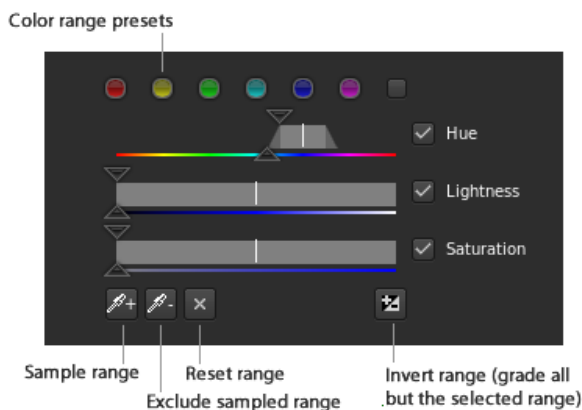 Color range presets
Hue
Lightness
Saturation
Sample range
Reset range
Exclude sampled range
Invert range (grade all
.but the selected range)